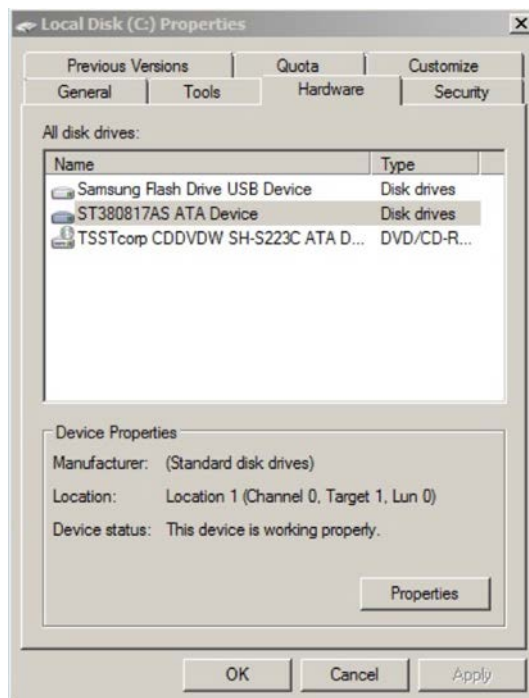 Local Disk (C:) Properties
Previous Versions Quota Customize
General Tools Hardware Security
All disk drives:
Name Type
Samsung Flash Drive USB Device Disk drives
ST380817AS ATA Device Disk drives
TSSTcorp CDDVDW SH-S223C ATA D... DVD/CD-R...
Device Properties
Manufacturer: (Standard disk drives)
Location: Location 1 (Channel 0, Target 1, Lun 0)
Device status: This device is working properly.
Properties
OK Cancel Apply